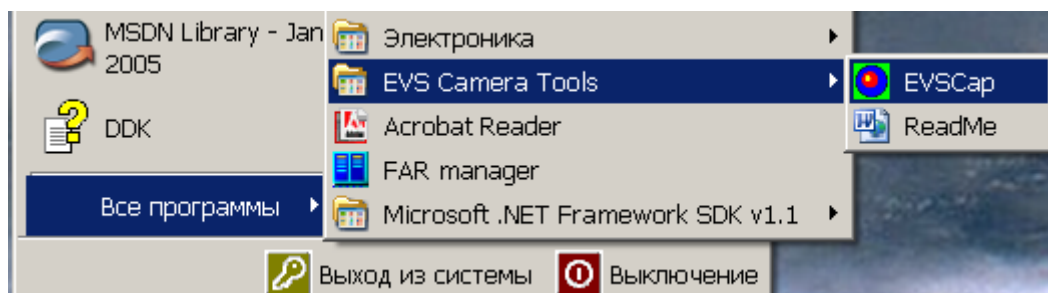 MSDN Library - Jan
2005
DDK
Все программы
Электроника
EVS Camera Tools
Acrobat Reader
FAR manager
Microsoft .NET Framework SDK v1.1
EVSCap
ReadMe
Выход из системы
Выключение